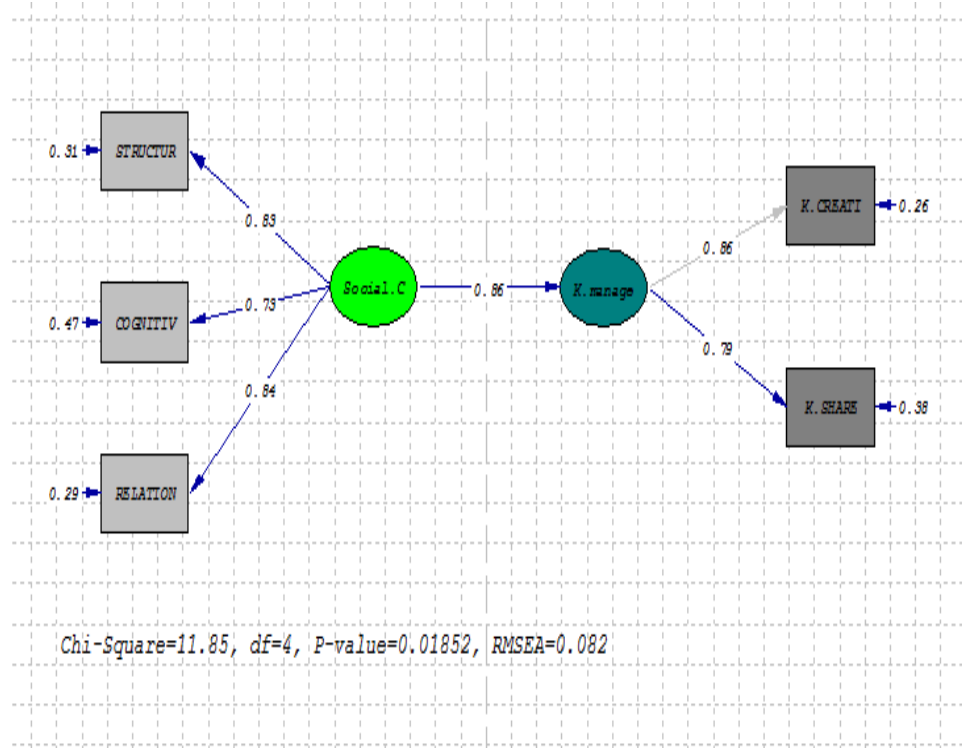 0.31
STRUCTUR
0.83
0.47
COGNITIV
0.73
0.29
RELATION
0.84
Social.C
0.86
K.manage
0.86
K.CREATI
0.26
0.79
K.SHARE
0.38
Chi-Square=11.85, df=4, P-value=0.01852, RMSEA=0.082